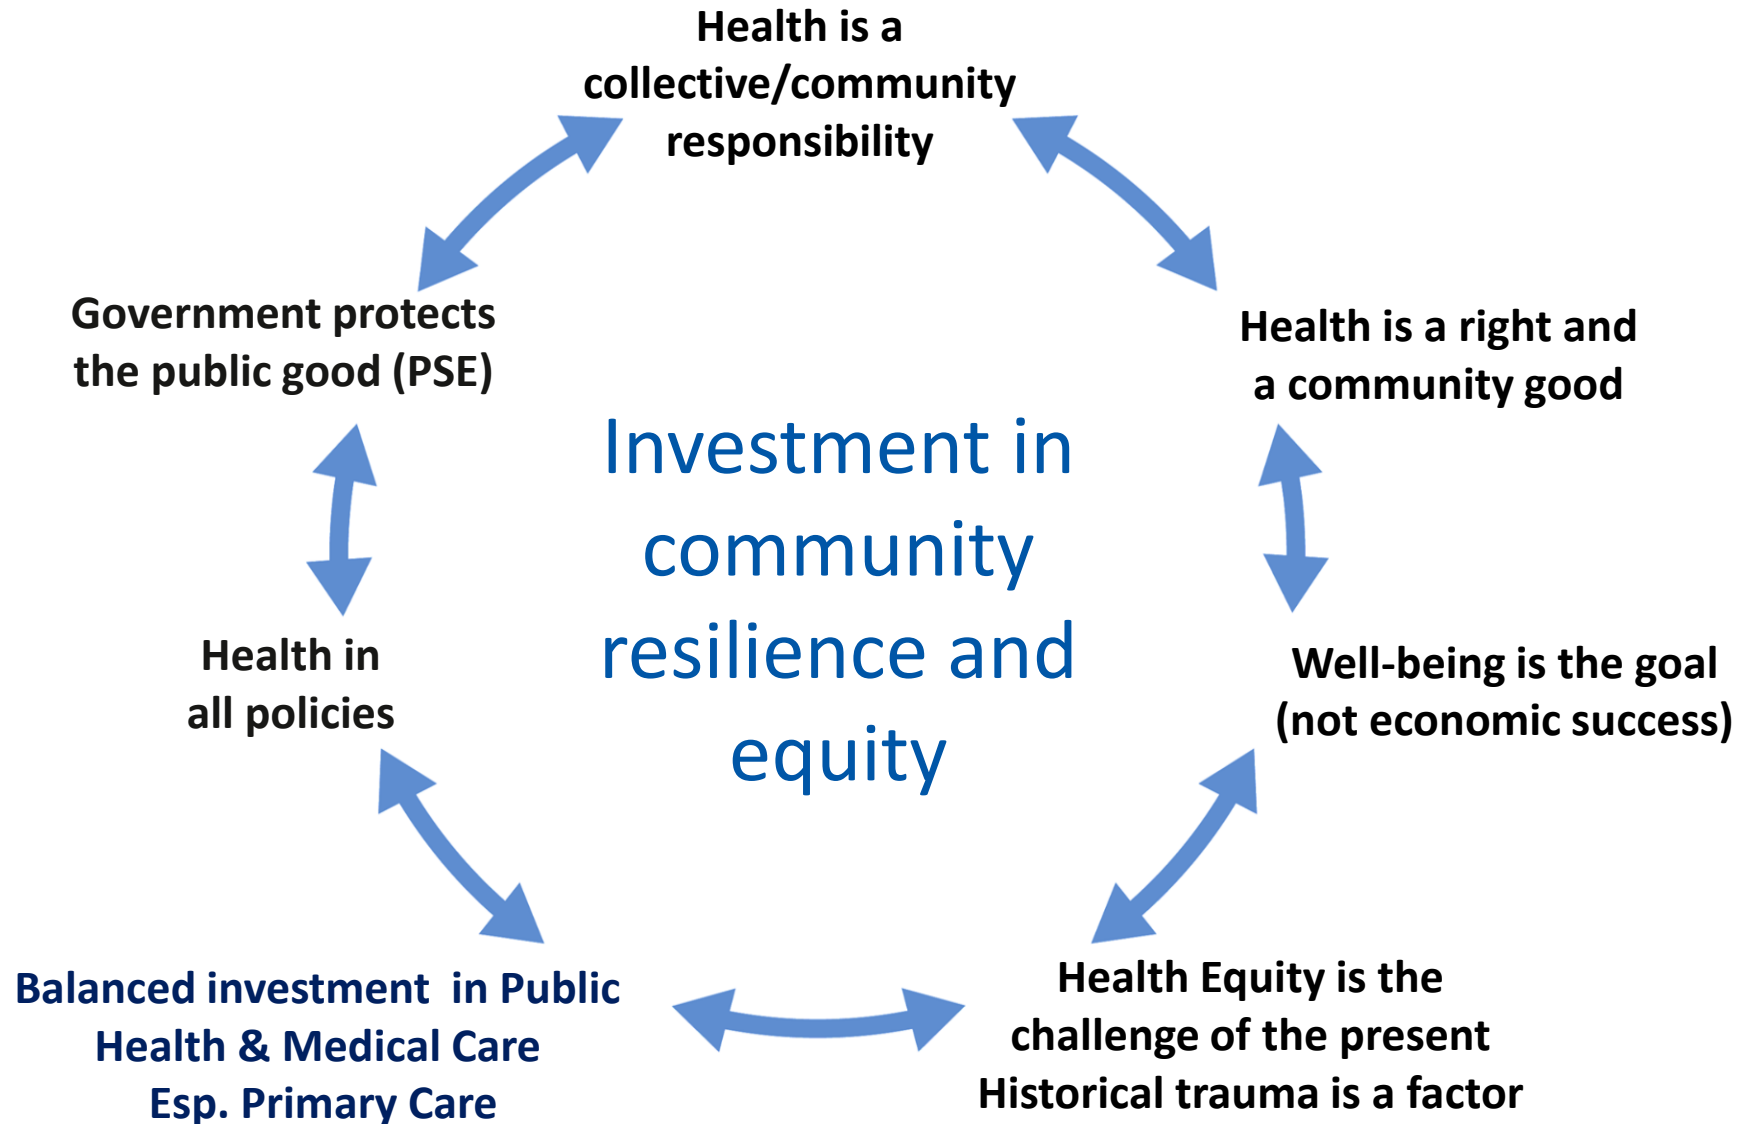 Health is a
collective/community
responsibility
Government protects
the public good (PSE)
Health is a right and
a community good
Investment in
community
resilience and
equity
Health in
all policies
Well-being is the goal
(not economic success)
Balanced investment  in Public
Health & Medical Care
Esp. Primary Care
Health Equity is the
challenge of the present
Historical trauma is a factor